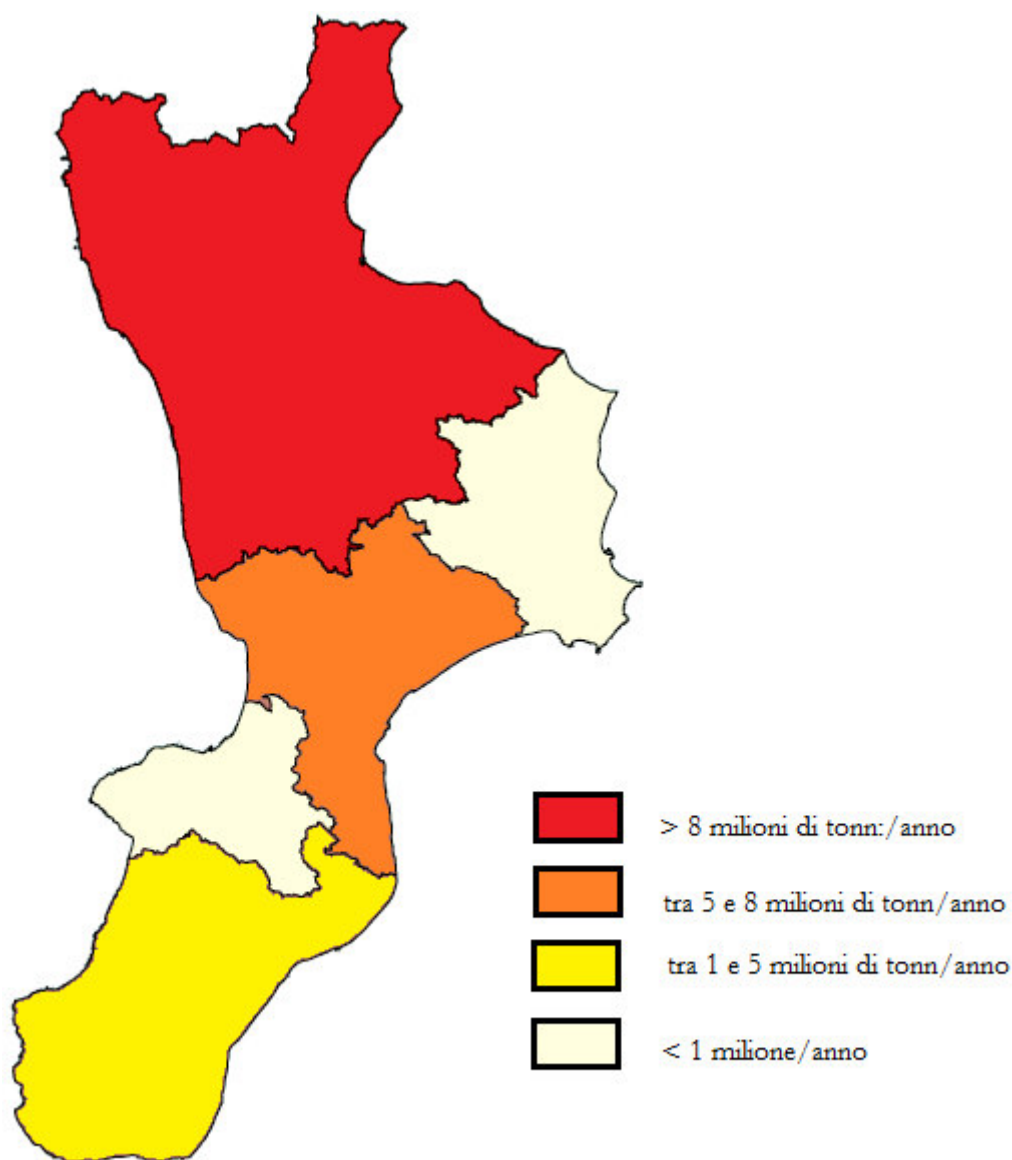 > 8 milioni di tonn:/anno
tra 5 e 8 milioni di tonn/anno
tra 1 e 5 milioni di tonn/anno
< 1 milione/anno